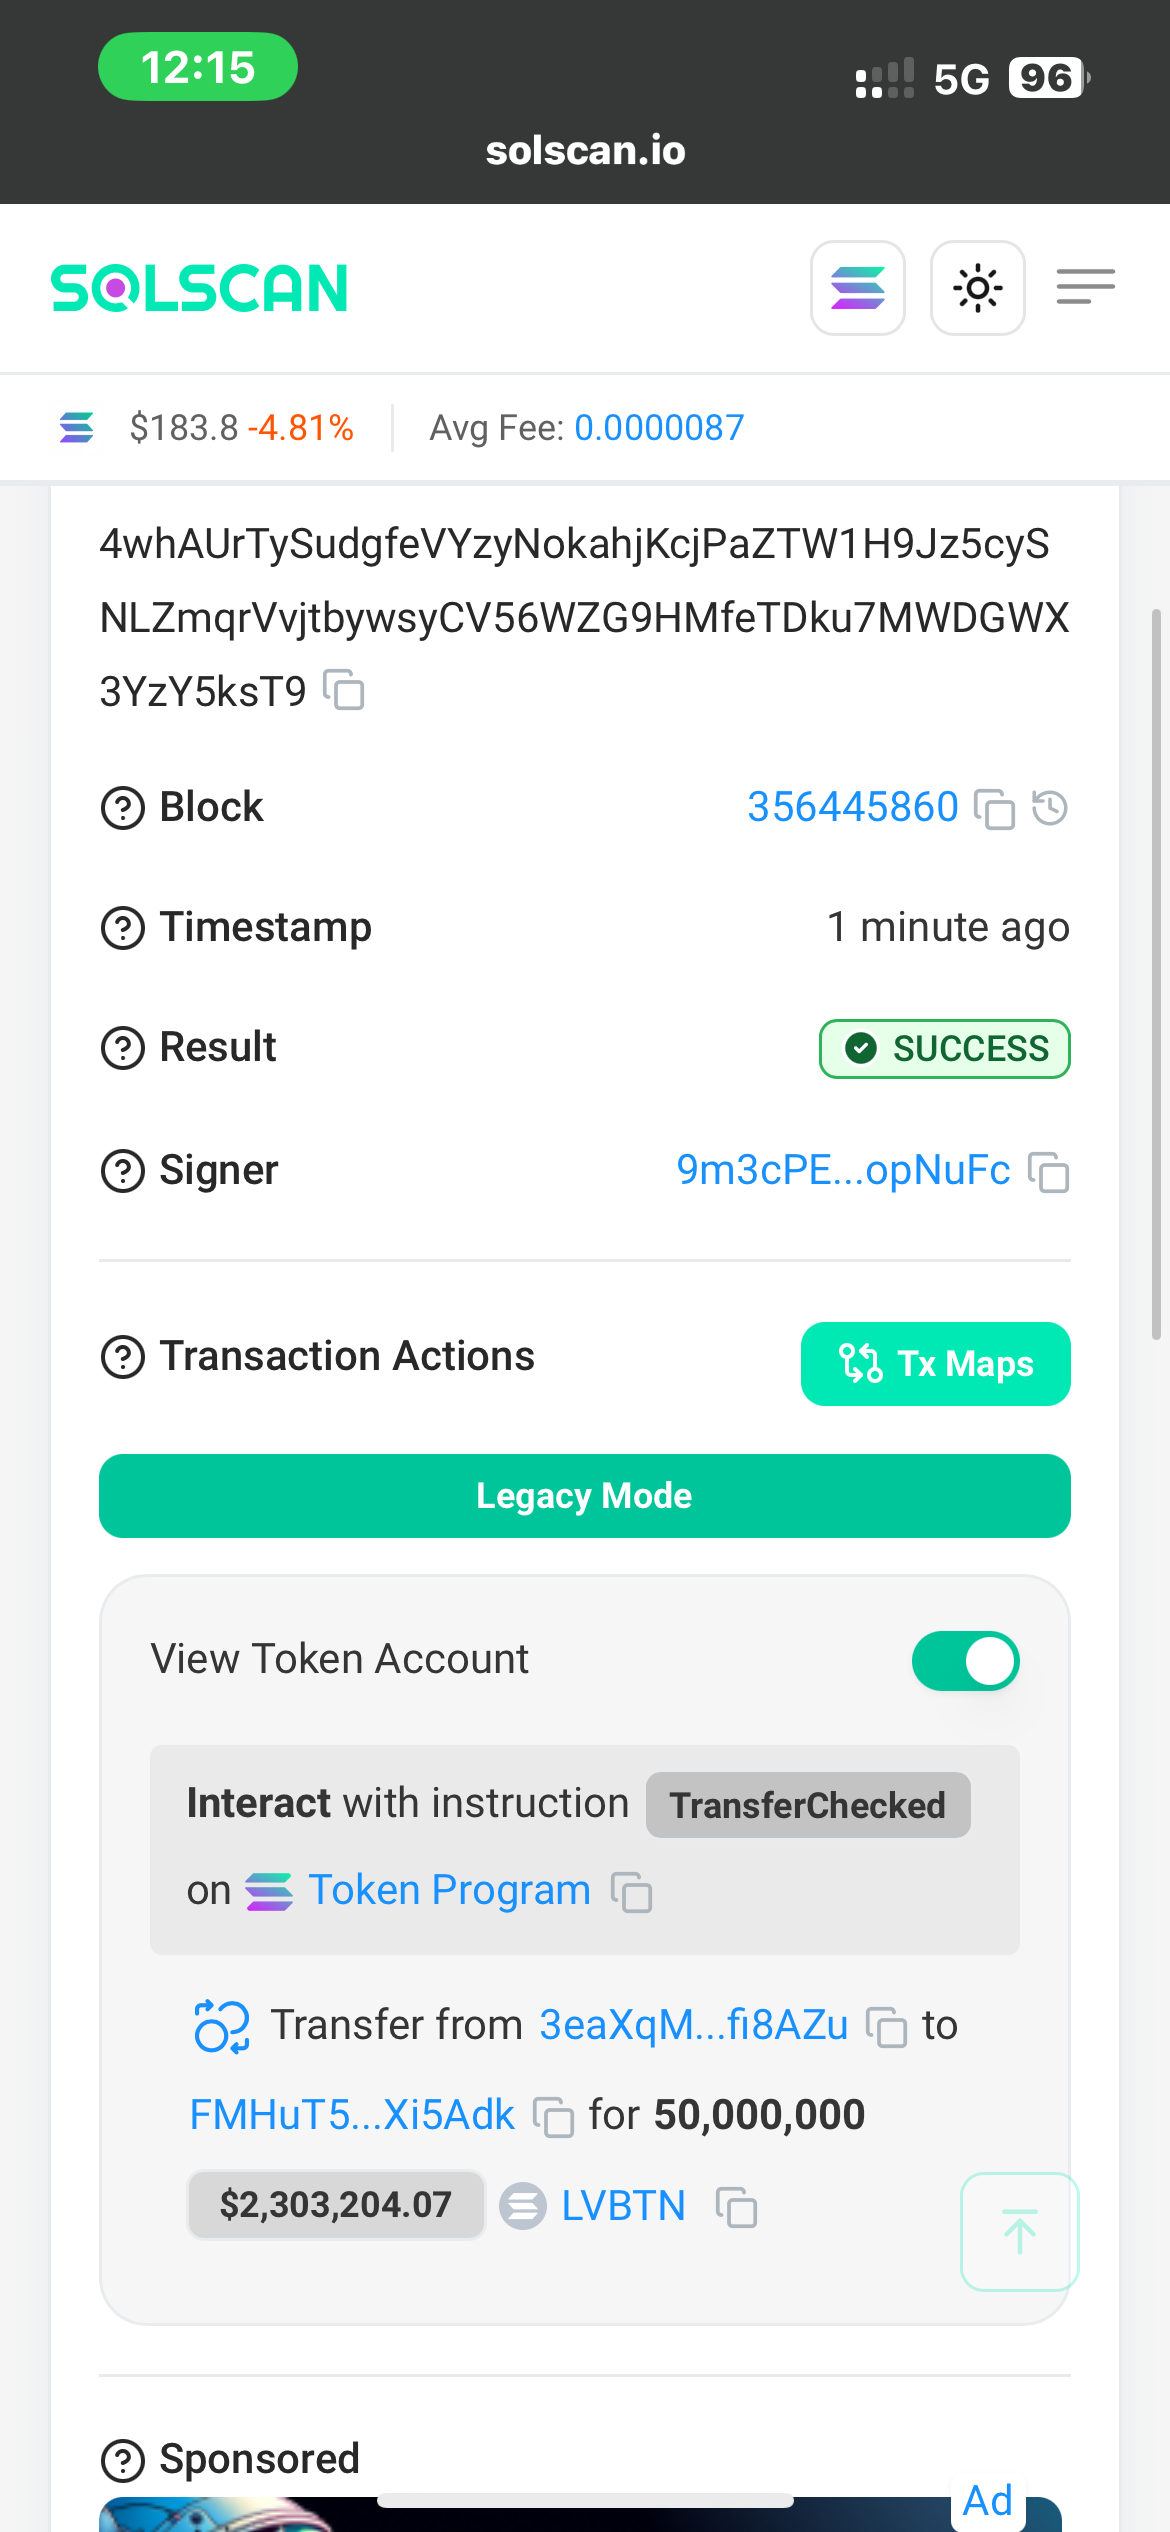 12:15
5G 96
solscan.io
SOLSCAN
$183.8 -4.81% Avg Fee: 0.0000087
4whAUrTySudgfeVYzyNokahjKcjPaZTW1H9Jz5cyS
NLZmqrVvjtbywsyCV56WZG9HMfeTDku7MWDGWX
3YzY5ksT9
Block 356445860
Timestamp 1 minute ago
Result SUCCESS
Signer 9m3cPE...opNuFc
Transaction Actions Tx Maps
Legacy Mode
View Token Account
Interact with instruction TransferChecked
on Token Program
Transfer from 3eaXqM...fi8AZu to
FMHuT5...Xi5Adk for 50,000,000
$2,303,204.07 LVBTN
Sponsored
Ad